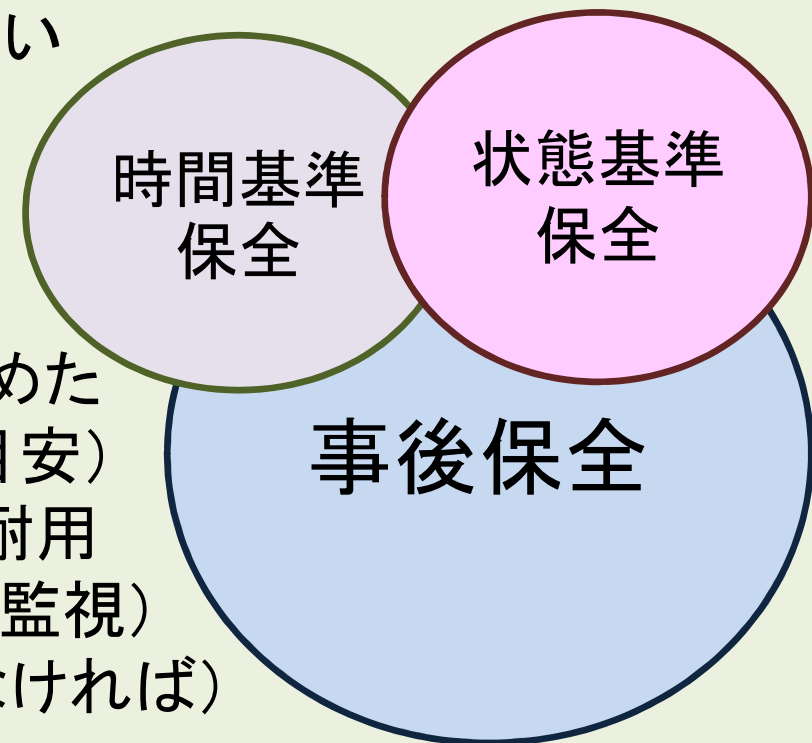 い
時間基準
保全
状態基準
保全
めた
目安）
事後保全
耐用
監視）
なければ）